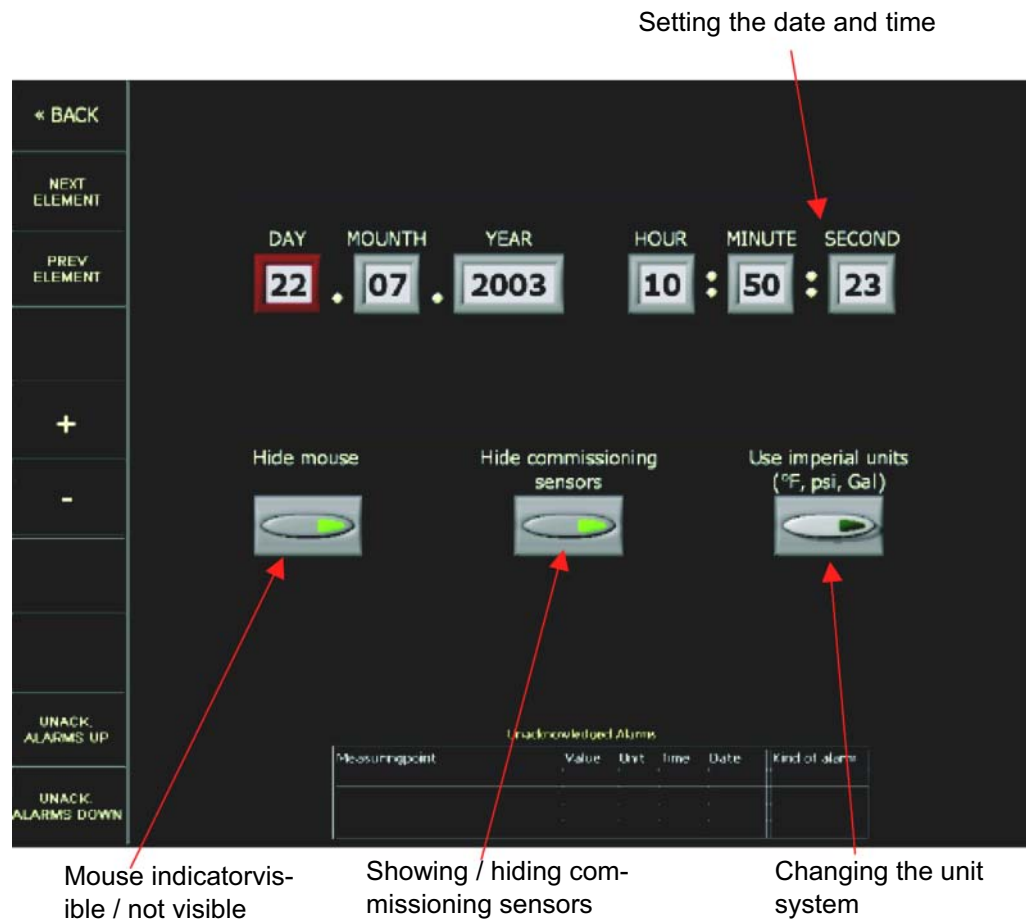 Setting the date and time
« BACK
NEXT
ELEMENT
PREV
ELEMENT
+
-
UNACK.
ALARMS UP
UNACK.
ALARMS DOWN
DAY MOUNTH YEAR HOUR MINUTE SECOND
22 . 07 . 2003 10 : 50 : 23
Hide mouse
Hide commissioning
sensors
Use imperial units
(°F, psi, Gal)
Unacknowledged Alarms
Measuringpoint Value Unit Time Date Kind of alarm
Mouse indicatorvis-
ible / not visible
Showing / hiding com-
missioning sensors
Changing the unit
system